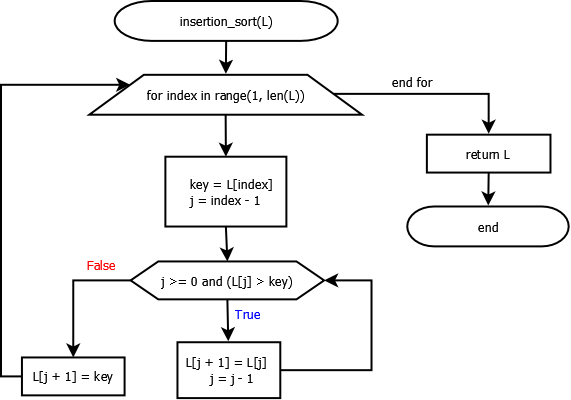 insertion_sort(L)
for index in range(1, len(L))
end for
return L
end
key = L[index]
j = index - 1
j >= 0 and (L[j] > key)
False
True
L[j + 1] = key
L[j + 1] = L[j]
j = j - 1